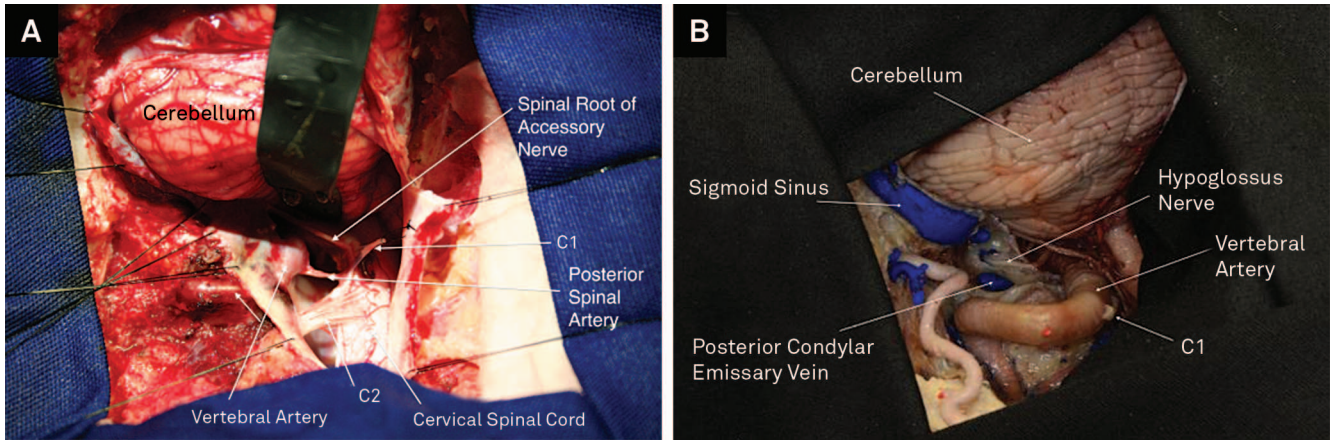 A
Cerebellum
Spinal Root of
Accessory
Nerve
C1
Posterior
Spinal
Artery
Vertebral Artery
C2
Cervical Spinal Cord
B
Cerebellum
Sigmoid Sinus
Hypoglossus
Nerve
Vertebral
Artery
Posterior Condylar
Emissary Vein
C1